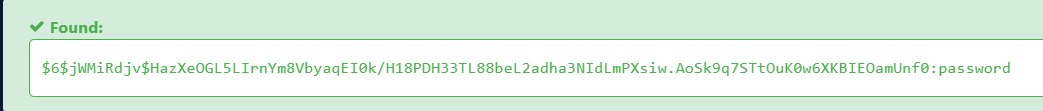 Found:
$6$jWMiRdjv$HazXeOGL5LIrnYm8VbyaqEI0k/H18PDH33TL88beL2adha3NIdLmPXsiw.AoSk9q7STtOuK0w6XKBIEOamUnf0:password